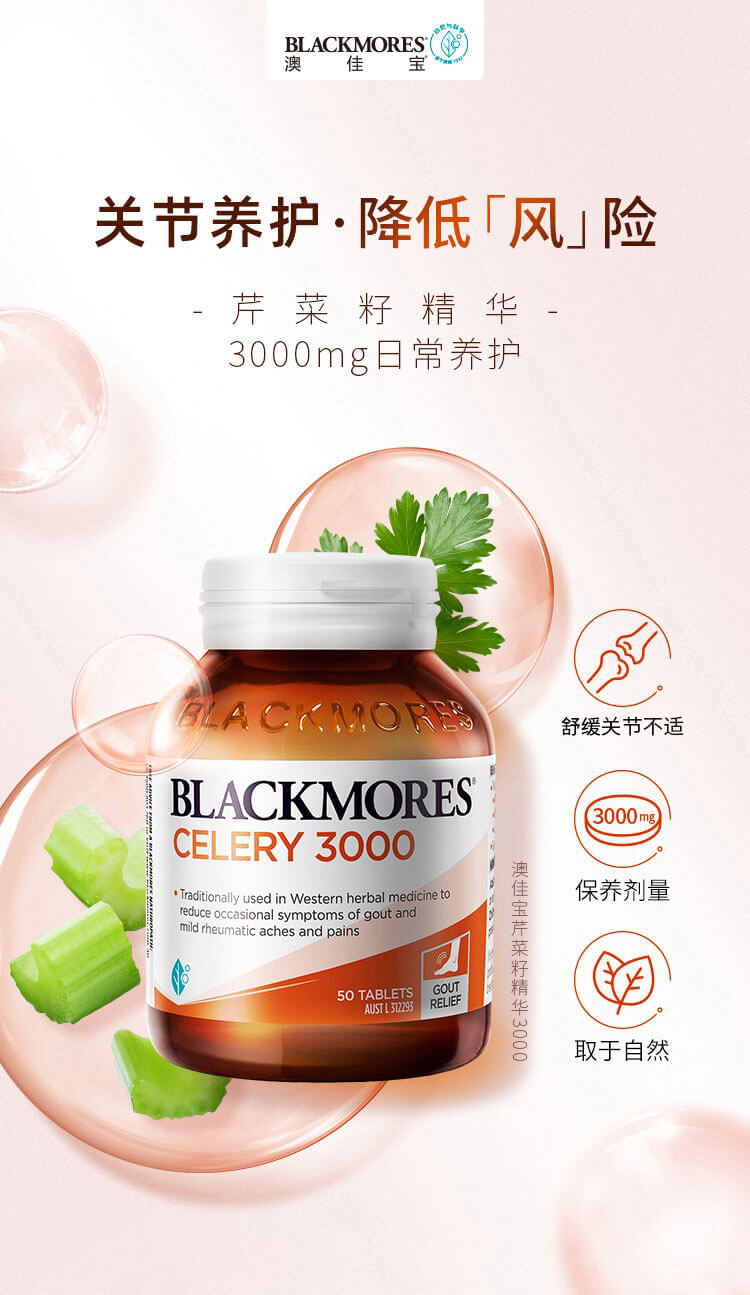 BLACKMORES®
澳佳宝
关节养护·降低「风」险
- 芹菜籽精华 -
3000mg日常养护
BLACKMORES
BLACKMORES®
CELERY 3000
• Traditionally used in Western herbal medicine to
reduce occasional symptoms of gout and
mild rheumatic aches and pains
50 TABLETS
AUST L 312293
GOUT
RELIEF
澳佳宝芹菜籽精华3000
舒缓关节不适
3000mg
保养剂量
取于自然